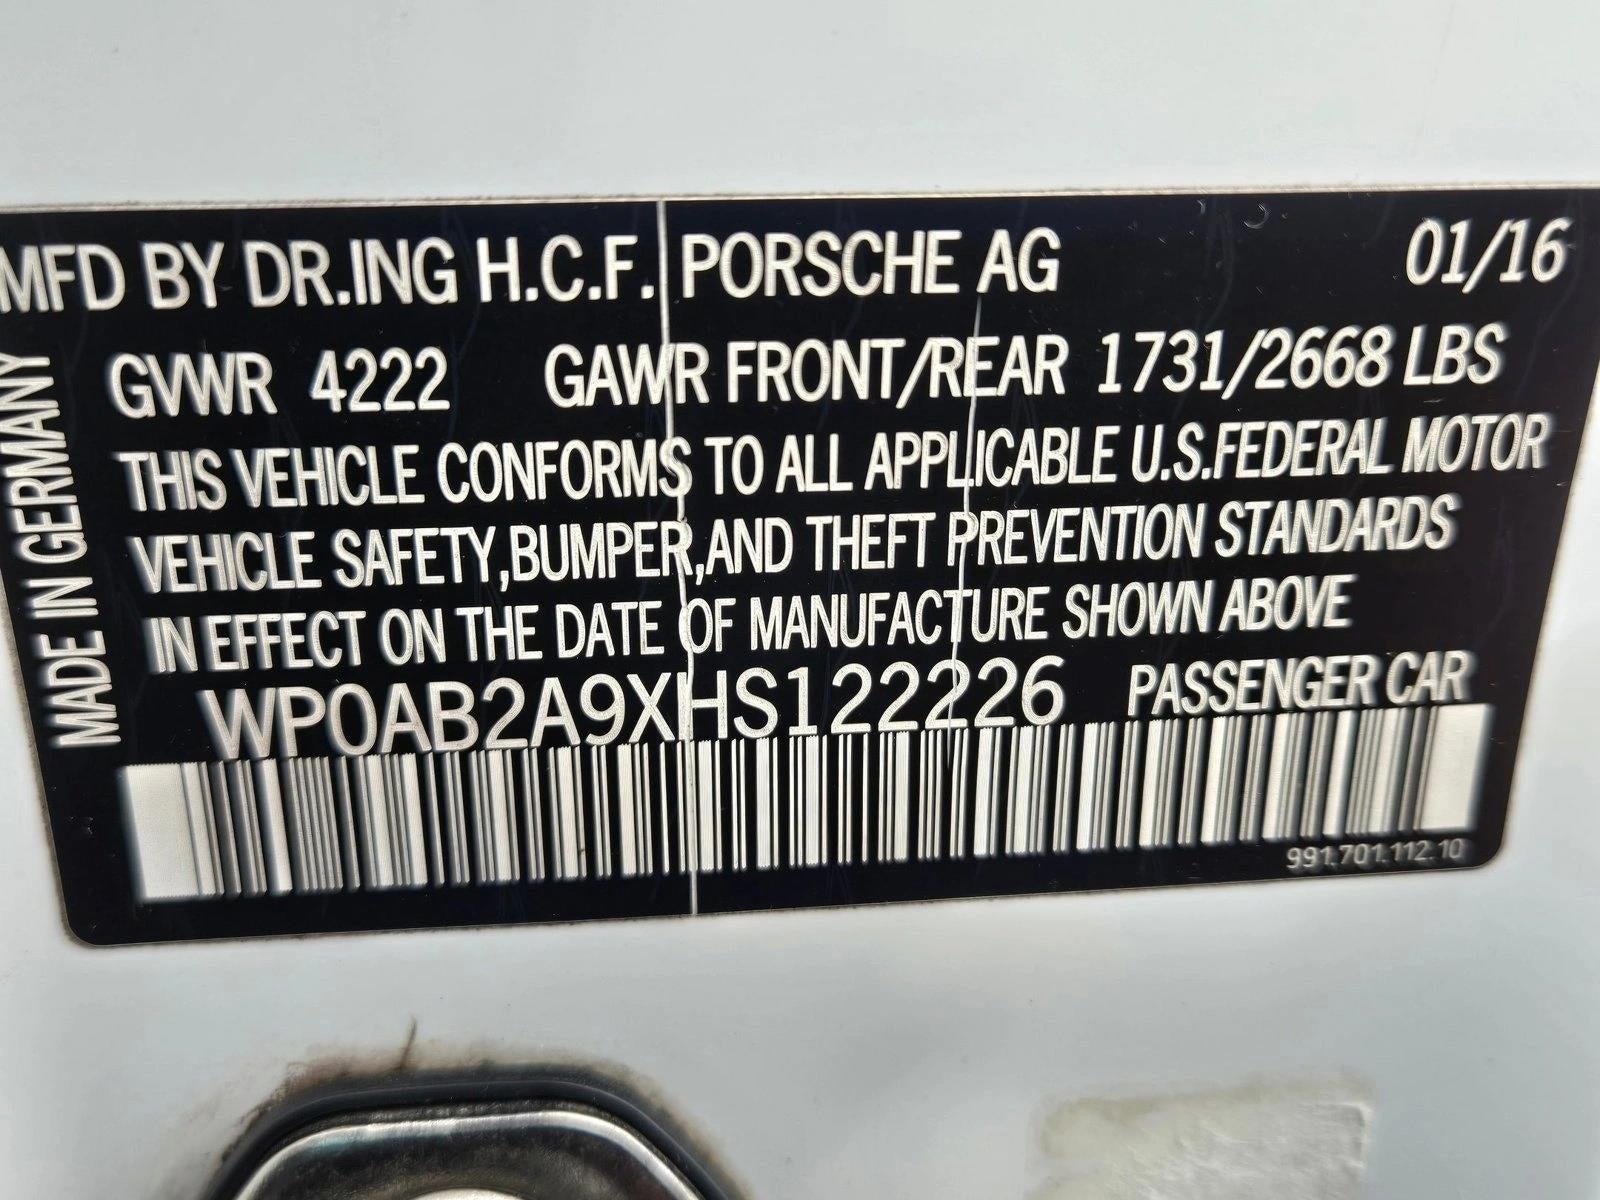 MFD BY DR.ING H.C.F. PORSCHE AG 01/16
GVWR 4222 GAWR FRONT/REAR 1731/2668 LBS
THIS VEHICLE CONFORMS TO ALL APPLICABLE U.S.FEDERAL MOTOR
VEHICLE SAFETY,BUMPER,AND THEFT PREVENTION STANDARDS
IN EFFECT ON THE DATE OF MANUFACTURE SHOWN ABOVE
WP0AB2A9XHS122226 PASSENGER CAR
991.701.112.10
MADE IN GERMANY